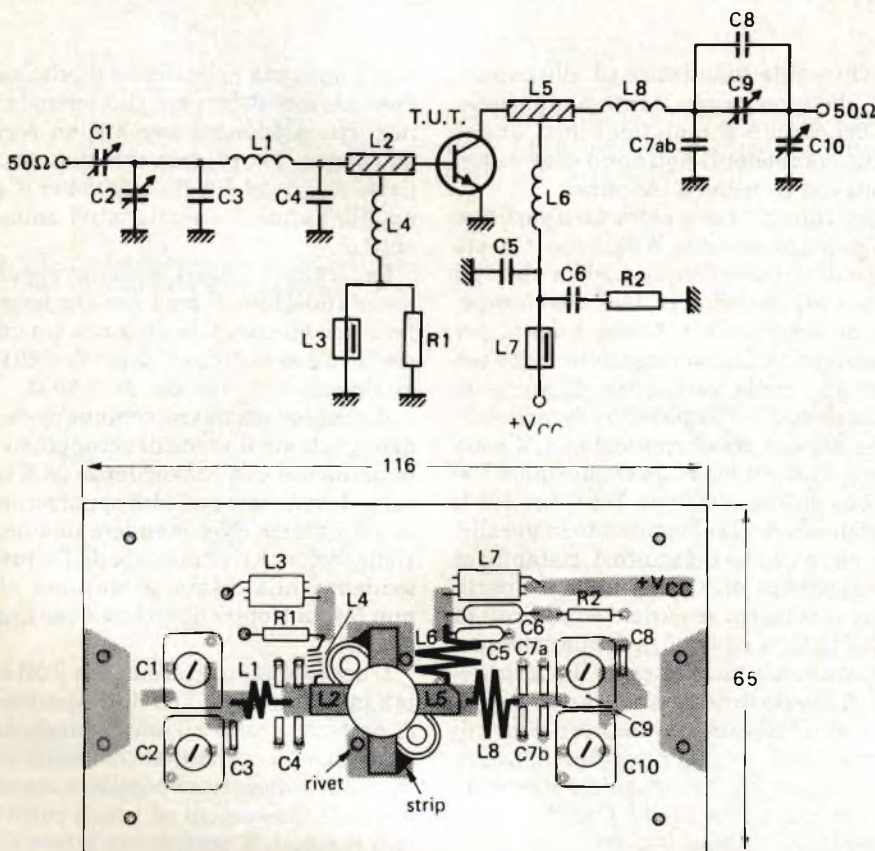 C8
L5 L8 C9
T.U.T. 50Ω
C1 L1 L2 C7ab C10
50Ω
C2 C3 C4 L6
L4 C5 C6 R2
L3 R1 L7
+VCC
116
L3 L7 +VCC
L4 R2
R1 L6 C6
C5 C7a C8
C1 L1
L2 L5 65
C9
C2 C3 C4 L8 C7b C10
rivet
strip